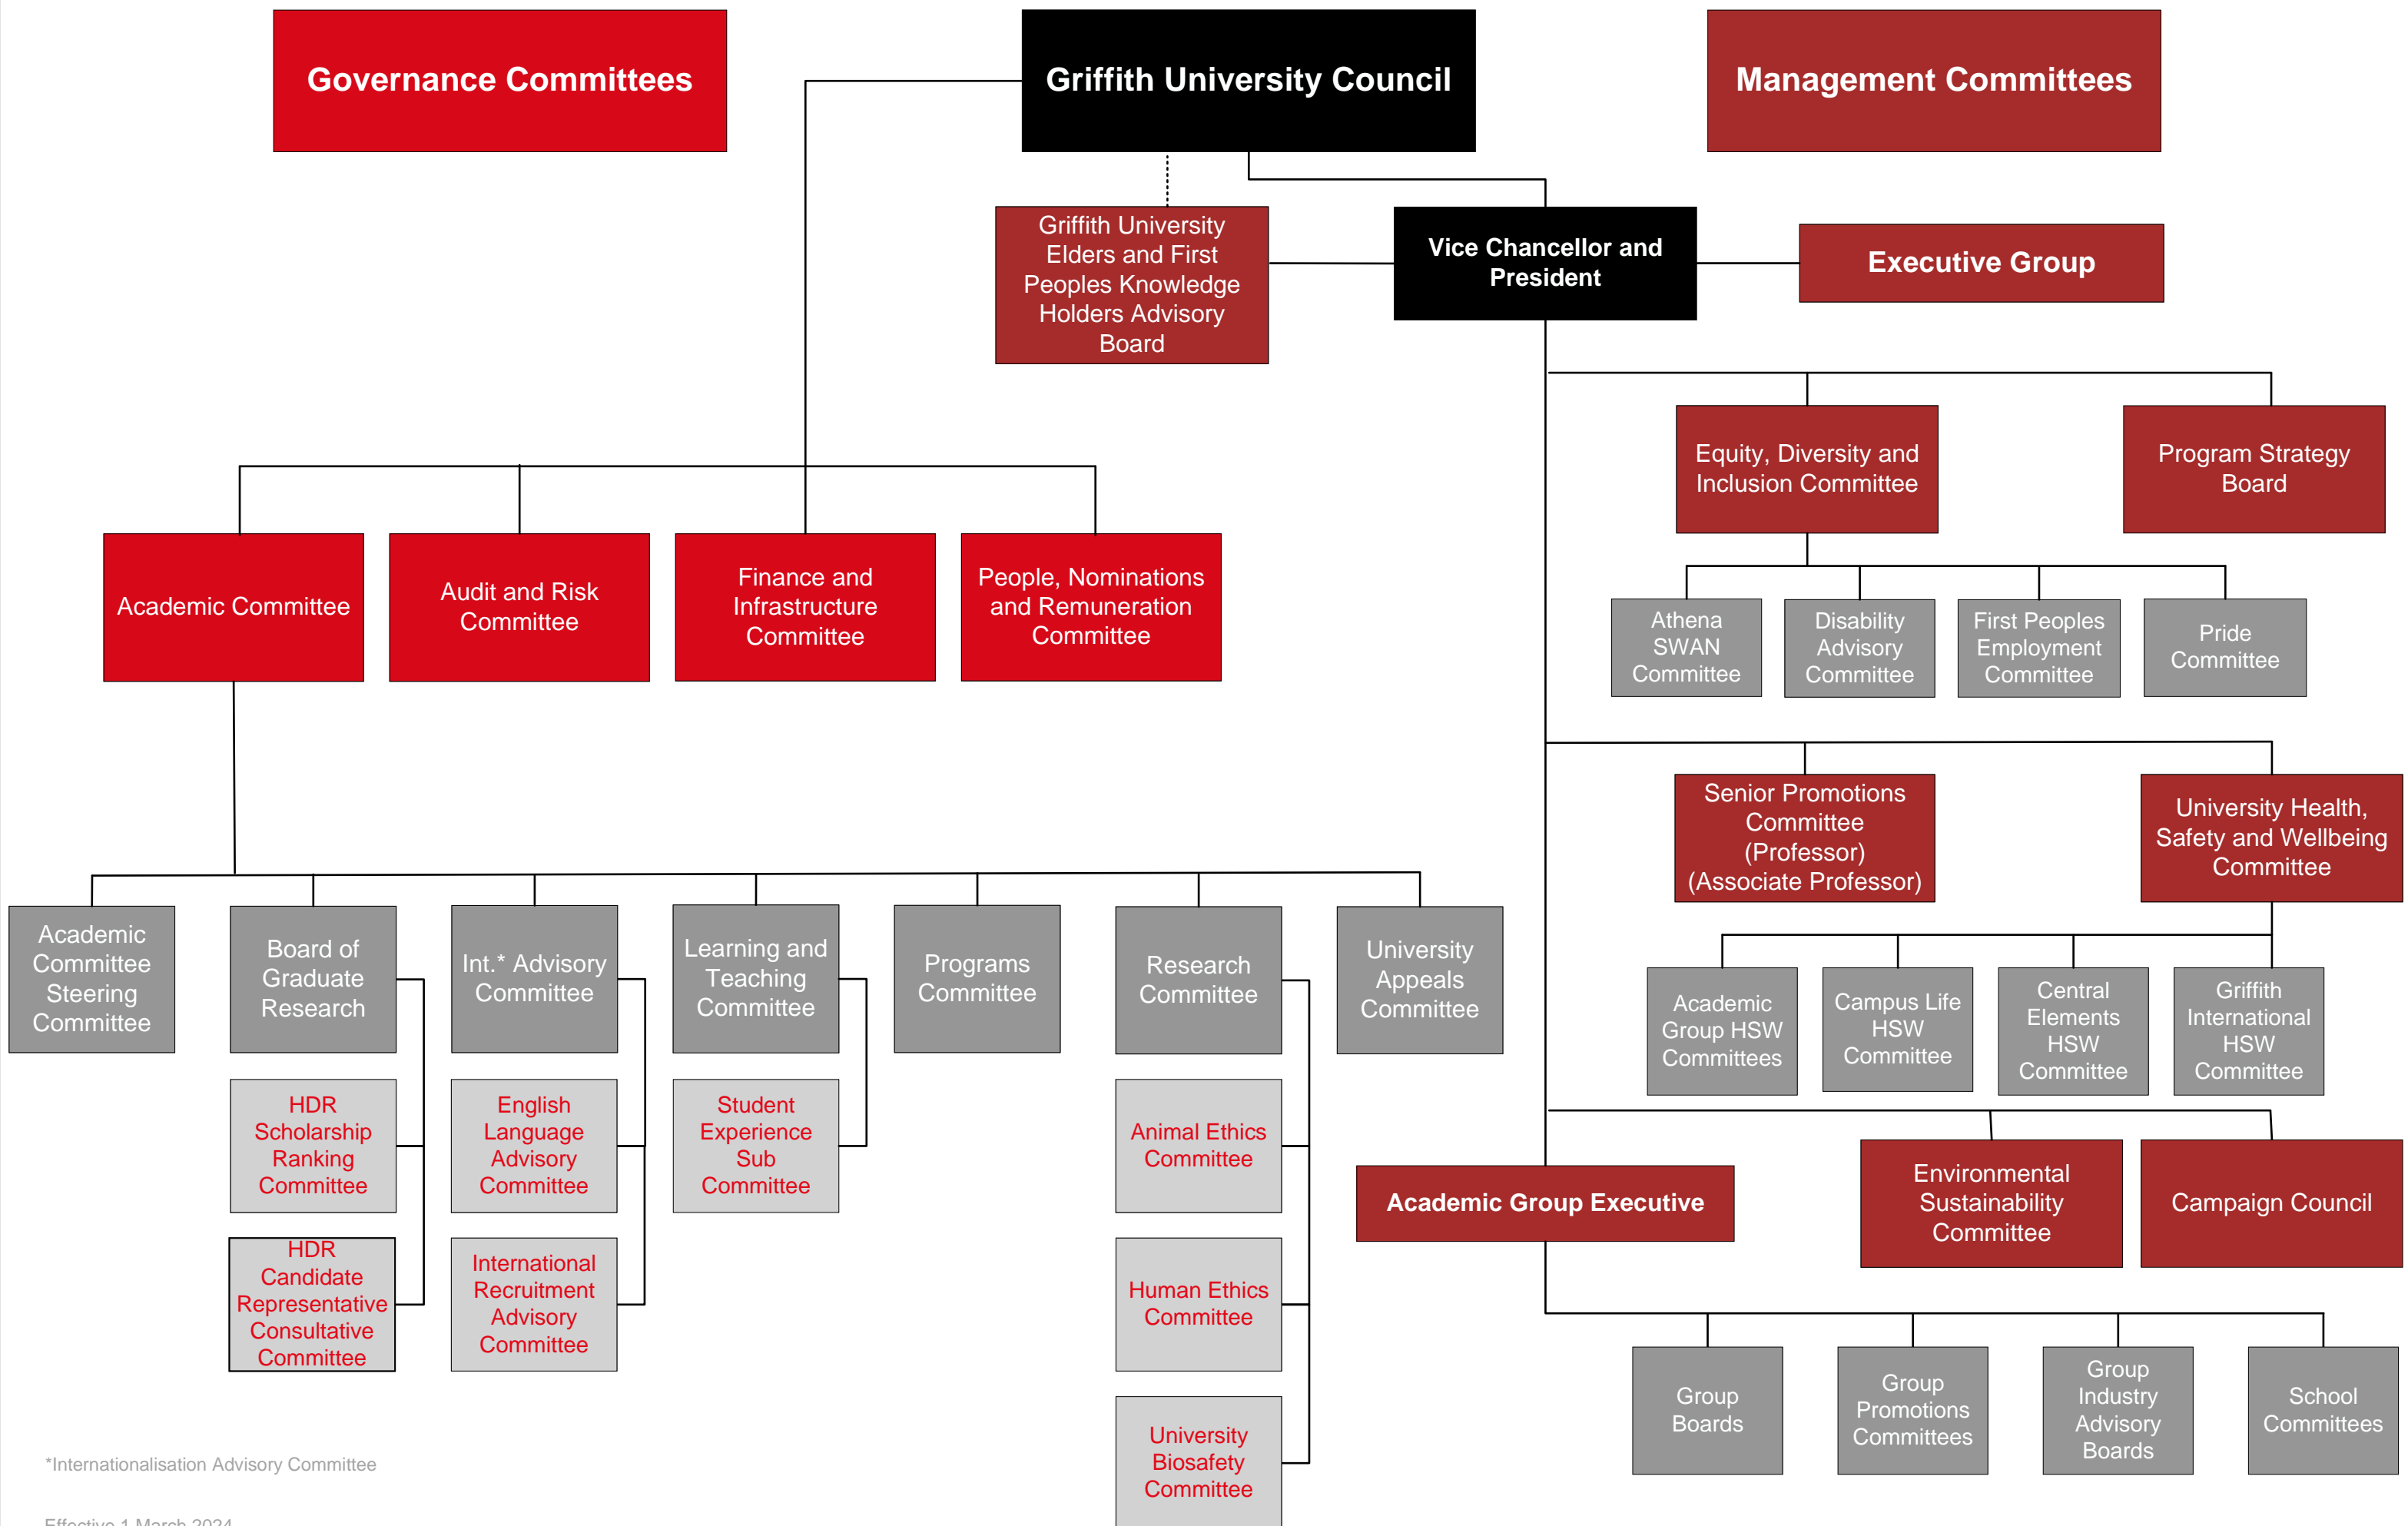 Governance Committees
Griffith University Council
Management Committees
Griffith University
Elders and First
Peoples Knowledge
Holders Advisory
Board
Vice Chancellor and
President
Executive Group
Equity, Diversity and
Inclusion Committee
Program Strategy
Board
Academic Committee
Audit and Risk
Committee
Finance and
Infrastructure
Committee
People, Nominations
and Remuneration
Committee
Athena
SWAN
Committee
Disability
Advisory
Committee
First Peoples
Employment
Committee
Pride
Committee
Senior Promotions
Committee
(Professor)
(Associate Professor)
University Health,
Safety and Wellbeing
Committee
Academic
Committee
Steering
Committee
Board of
Graduate
Research
Int.* Advisory
Committee
Learning and
Teaching
Committee
Programs
Committee
Research
Committee
University
Appeals
Committee
Academic
Group HSW
Committees
Campus Life
HSW
Committee
Central
Elements
HSW
Committee
Griffith
International
HSW
Committee
HDR
Scholarship
Ranking
Committee
English
Language
Advisory
Committee
Student
Experience
Sub
Committee
Animal Ethics
Committee
Academic Group Executive
Environmental
Sustainability
Committee
Campaign Council
HDR
Candidate
Representative
Consultative
Committee
International
Recruitment
Advisory
Committee
Human Ethics
Committee
Group
Boards
Group
Promotions
Committees
Group
Industry
Advisory
Boards
School
Committees
University
Biosafety
Committee
*Internationalisation Advisory Committee
Effective 1 March 2024